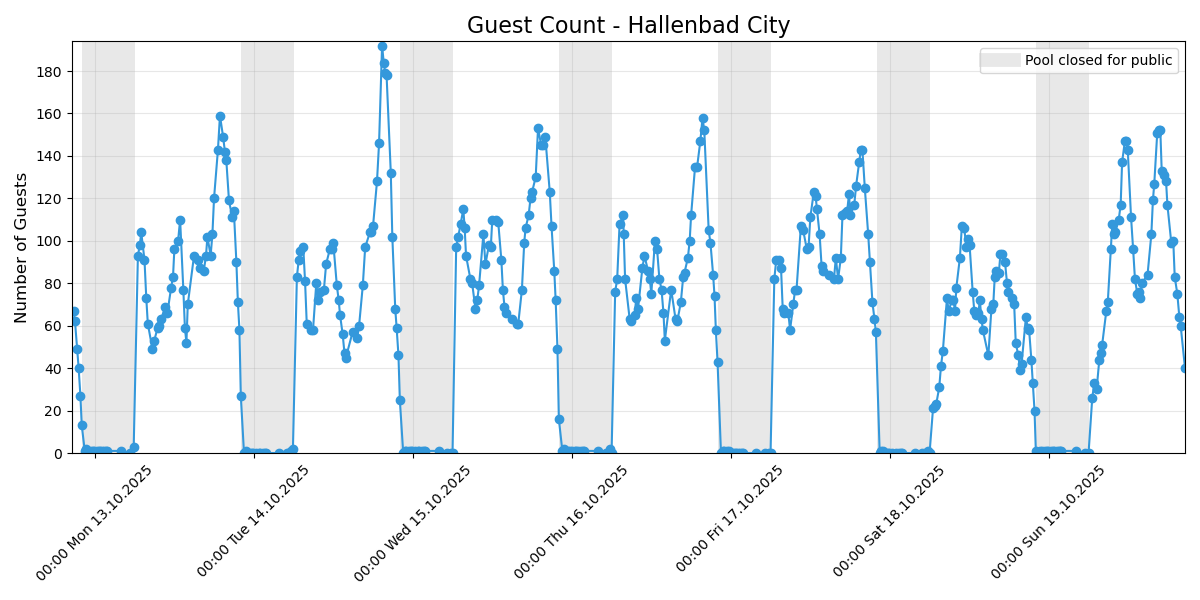 Guest Count - Hallenbad City
Pool closed for public
Number of Guests
180
160
140
120
100
80
60
40
20
0
00:00 Mon 13.10.2025
00:00 Tue 14.10.2025
00:00 Wed 15.10.2025
00:00 Thu 16.10.2025
00:00 Fri 17.10.2025
00:00 Sat 18.10.2025
00:00 Sun 19.10.2025